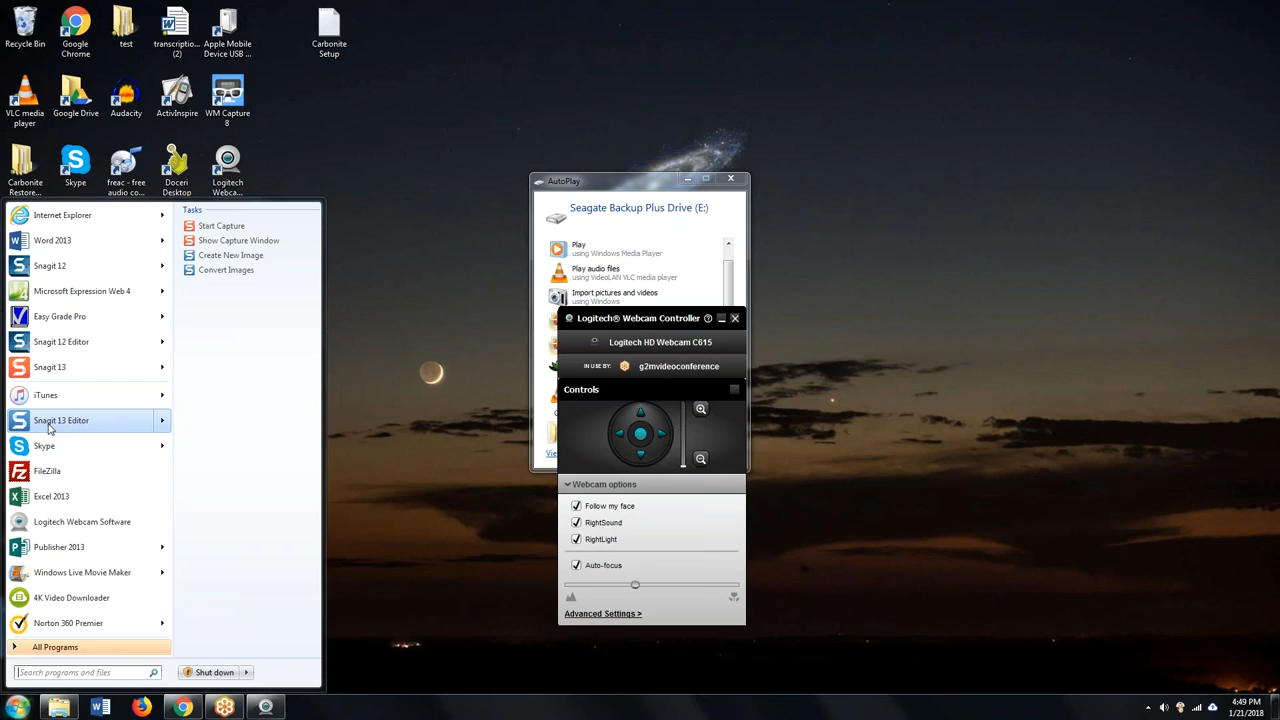 Recycle Bin
Google
Chrome
test
transcriptio...
(2)
Apple Mobile
Device USB ...
Carbonite
Setup
VLC media
player
Google Drive
Audacity
ActivInspire
WM Capture
8
Carbonite
Restore...
Skype
freac - free
audio co...
Doceri
Desktop
Logitech
Webca...
Internet Explorer
Word 2013
Snagit 12
Microsoft Expression Web 4
Easy Grade Pro
Snagit 12 Editor
Snagit 13
iTunes
Snagit 13 Editor
Skype
FileZilla
Excel 2013
Logitech Webcam Software
Publisher 2013
Windows Live Movie Maker
4K Video Downloader
Norton 360 Premier
All Programs
Search programs and files
Shut down
Tasks
Start Capture
Show Capture Window
Create New Image
Convert Images
AutoPlay
Seagate Backup Plus Drive (E:)
Play
using Windows Media Player
Play audio files
using VideoLAN VLC media player
Import pictures and videos
using Windows
Logitech® Webcam Controller
Logitech HD Webcam C615
IN USE BY: g2mvideoconference
Controls
Webcam options
Follow my face
RightSound
RightLight
Auto-focus
Advanced Settings >
4:49 PM
1/21/2018